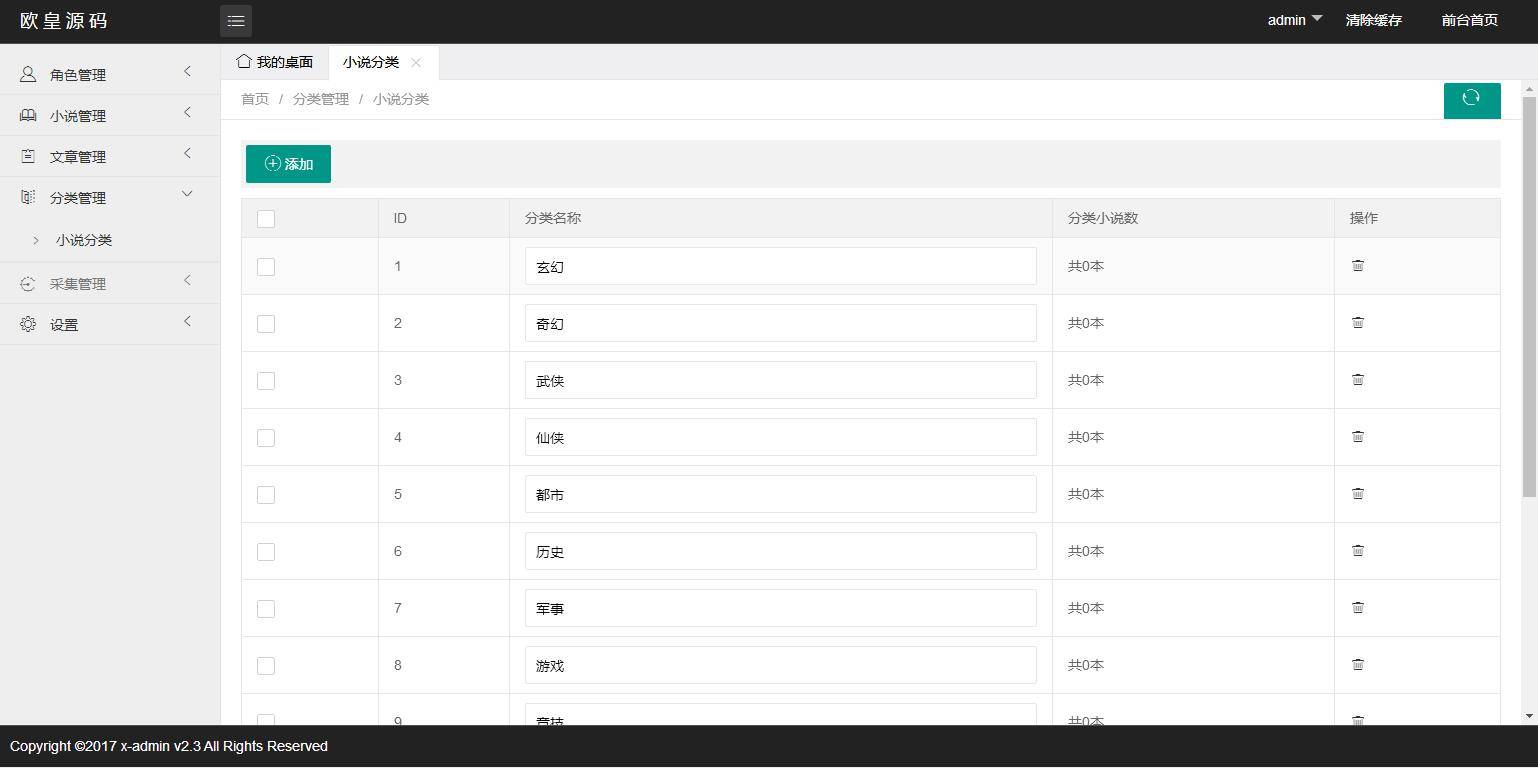 欧皇源码
admin 清除缓存 前台首页
角色管理
小说管理
文章管理
分类管理
小说分类
采集管理
设置
我的桌面 小说分类
首页 / 分类管理 / 小说分类
添加
ID 分类名称 分类小说数 操作
1 玄幻 共0本
2 奇幻 共0本
3 武侠 共0本
4 仙侠 共0本
5 都市 共0本
6 历史 共0本
7 军事 共0本
8 游戏 共0本
9 竞技 共0本
Copyright ©2017 x-admin v2.3 All Rights Reserved